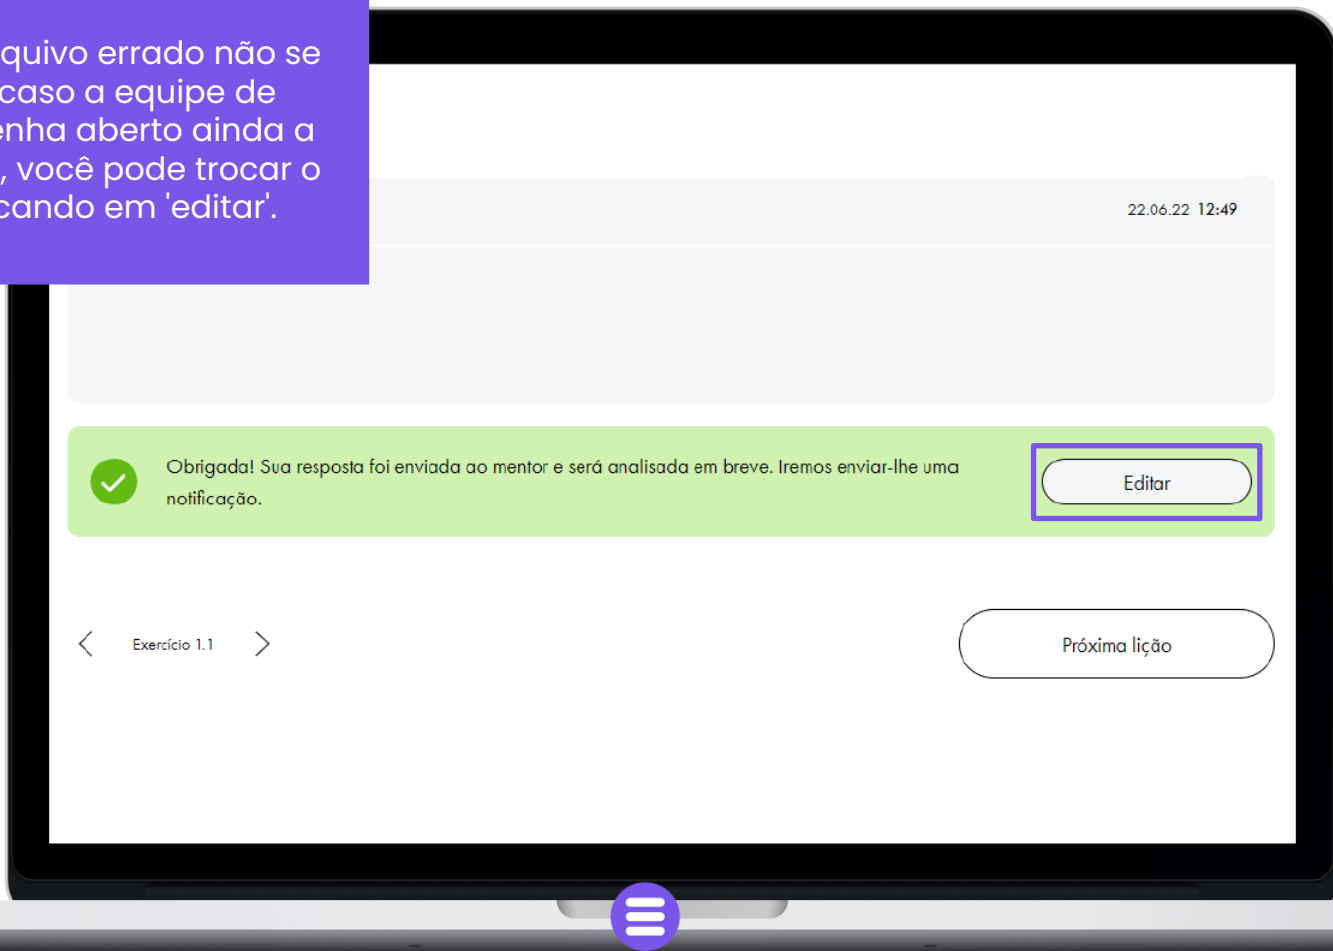 quivo errado não se
caso a equipe de
enha aberto ainda a
, você pode trocar o
cando em 'editar'.
22.06.22 12:49
Obrigada! Sua resposta foi enviada ao mentor e será analisada em breve. Iremos enviar-lhe uma
notificação.
Editar
Exercício 1.1
Próxima lição